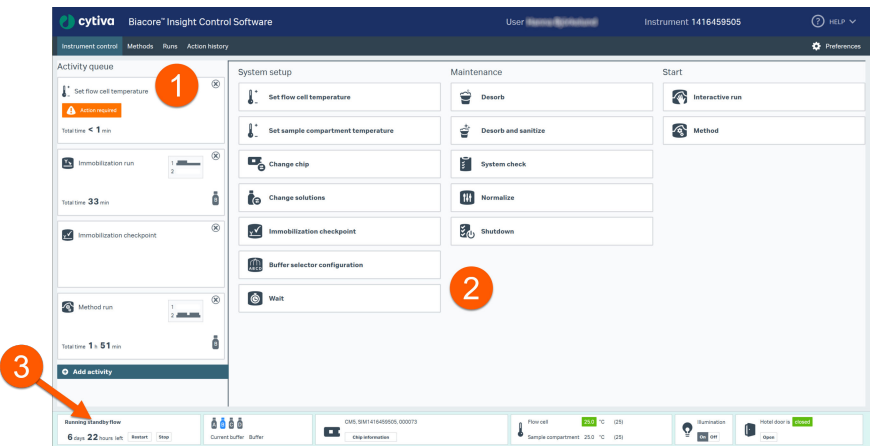 cytiva Biacore™ Insight Control Software
User
Instrument 1416459505
? HELP
Instrument control Methods Runs Action history
Preferences
Activity queue
1
Set flow cell temperature
Action required
Total time < 1 min
Immobilization run
1
2
Total time 33 min
B
Immobilization checkpoint
Method run
1
2
Total time 1 h 51 min
B
Add activity
System setup
Set flow cell temperature
Set sample compartment temperature
Change chip
Change solutions
Immobilization checkpoint
ABCD
Buffer selector configuration
Wait
Maintenance
Desorb
Desorb and sanitize
System check
Normalize
Shutdown
2
Start
Interactive run
Method
3
Running standby flow
6 days 22 hours left Restart Stop
A B C D
Current buffer Buffer
CM5, SIM1416459505, 000073
Chip information
Flow cell 25.0 °C (25)
Sample compartment 25.0 °C (25)
Illumination
On Off
Hotel door is closed
Open